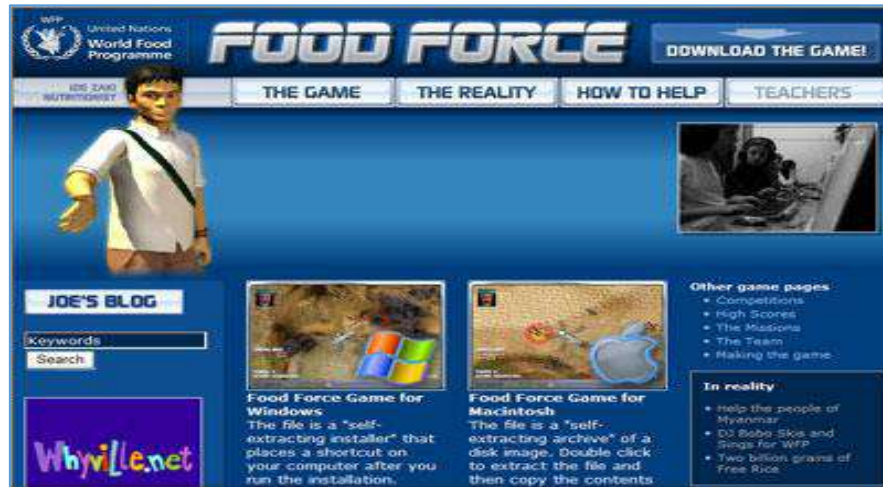 WFP
United Nations
World Food
Programme
FOOD FORCE
DOWNLOAD THE GAME!
JOE ZAKI
NUTRITIONIST
THE GAME
THE REALITY
HOW TO HELP
TEACHERS
JOE'S BLOG
Keywords
Search
Whyville.net
Food Force Game for
Windows
The file is a "self-
extracting installer" that
places a shortcut on
your computer after you
run the installation.
Food Force Game for
Macintosh
The file is a "self-
extracting archive" of a
disk image. Double click
to extract the file and
then copy the contents
Other game pages
• Competitions
• High Scores
• The Missions
• The Team
• Making the game
In reality
• Help the people of
Myanmar
• DJ Bobo Skis and
Sings for WFP
• Two billion grains of
Free Rice